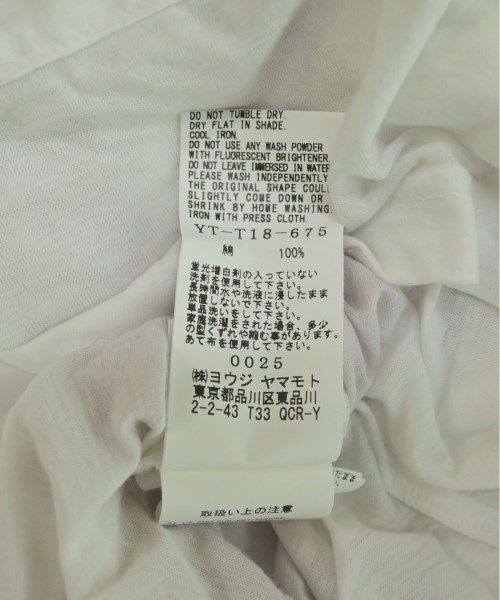 DO NOT TUMBLE DRY.
DRY FLAT IN SHADE.
COOL IRON.
DO NOT USE ANY WASH POWDER
WITH FLUORESCENT BRIGHTENER.
DO NOT LEAVE IMMERSED IN WATER
PLEASE WASH INDEPENDENTLY
THE ORIGINAL SHAPE COULD
SLIGHTLY COME DOWN OR
SHRINK BY HOME WASHING.
IRON WITH PRESS CLOTH.
YT-T18-675
綿 100%
蛍光増白剤の入っていない
洗剤を使用して下さい。
長時間水や洗液に浸したまま
放置しないで下さい。
単品洗いをして下さい。
家庭洗濯をされた場合、多少
の型くずれや縮む事があります。
あて布を使用して下さい。
0025
㈱ヨウジ ヤマモト
東京都品川区東品川
2-2-43 T33 QCR-Y
取扱い上の注意